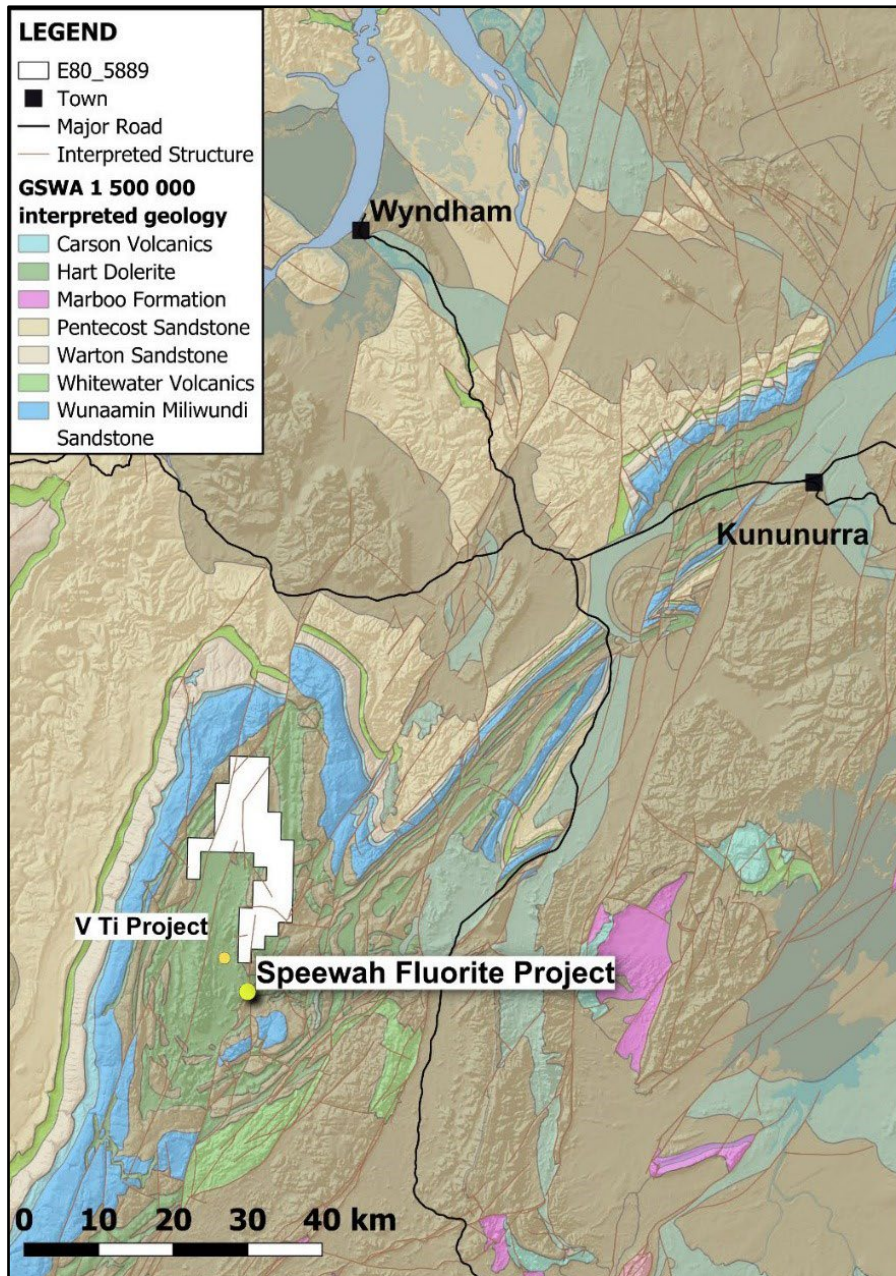 LEGEND
E80_5889
Town
Major Road
Interpreted Structure
GSWA 1 500 000
interpreted geology
Carson Volcanics
Hart Dolerite
Marboo Formation
Pentecost Sandstone
Warton Sandstone
Whitewater Volcanics
Wunaamin Miliwundi
Sandstone
Wyndham
Kununurra
V Ti Project
Speewah Fluorite Project
0 10 20 30 40 km